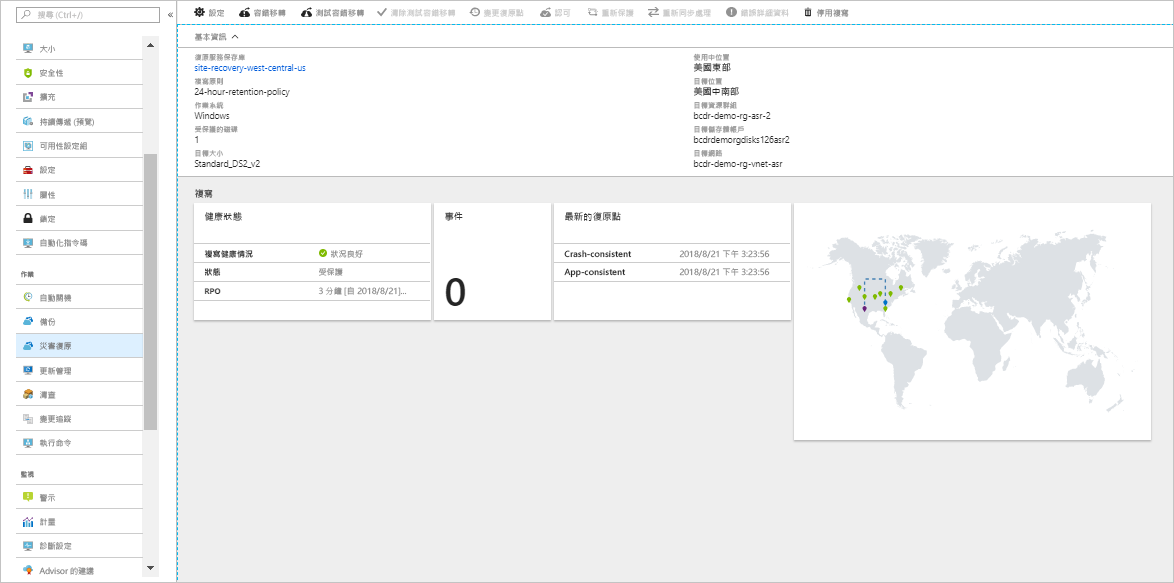 搜尋 (Ctrl+/)
«
大小
安全性
擴充
持續傳遞 (預覽)
可用性設定組
設定
屬性
鎖定
自動化指令碼
作業
自動關機
備份
災害復原
更新管理
清查
變更追蹤
執行命令
監視
警示
計量
診斷設定
Advisor 的建議
設定 容錯移轉 測試容錯移轉 清除測試容錯移轉 變更復原點 認可 重新保護 重新同步處理 錯誤詳細資料 停用複寫
基本資訊
復原服務保存庫
site-recovery-west-central-us
複寫原則
24-hour-retention-policy
作業系統
Windows
受保護的磁碟
1
目標大小
Standard_DS2_v2
使用中位置
美國東部
目標位置
美國中南部
目標資源群組
bcdr-demo-rg-asr-2
目標儲存體帳戶
bcdrdemorgdisks126asr2
目標網路
bcdr-demo-rg-vnet-asr
複寫
健康狀態
複寫健康情況 狀況良好
狀態 受保護
RPO 3 分鐘 [自 2018/8/21]...
事件
0
最新的復原點
Crash-consistent 2018/8/21 下午 3:23:56
App-consistent 2018/8/21 下午 3:23:56